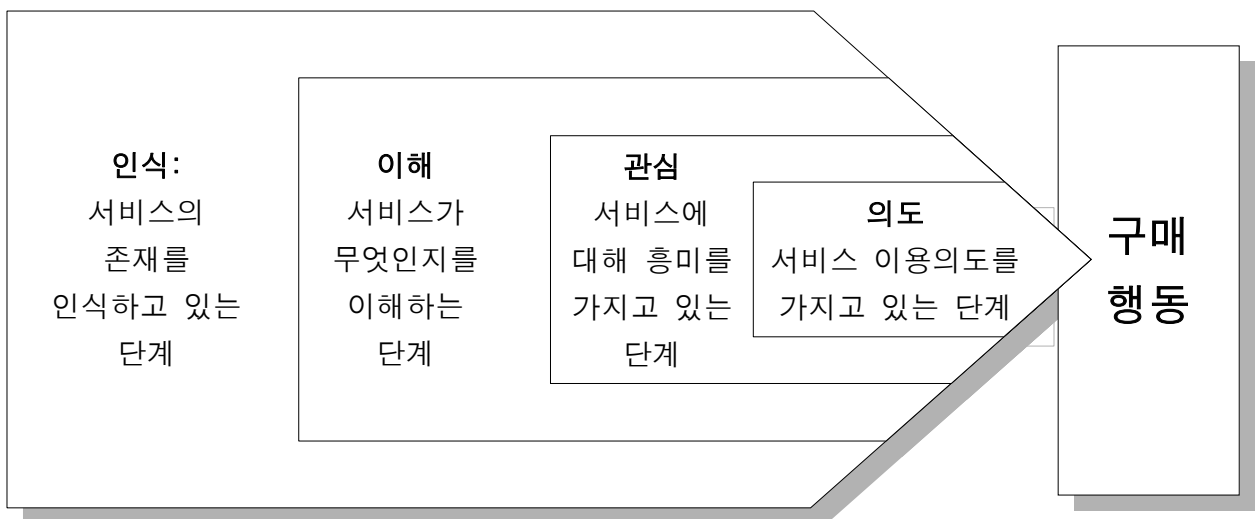 인식:
서비스의
존재를
인식하고 있는
단계
이해
서비스가
무엇인지를
이해하는
단계
관심
서비스에
대해 흥미를
가지고 있는
단계
의도
서비스 이용의도를
가지고 있는 단계
구매
행동